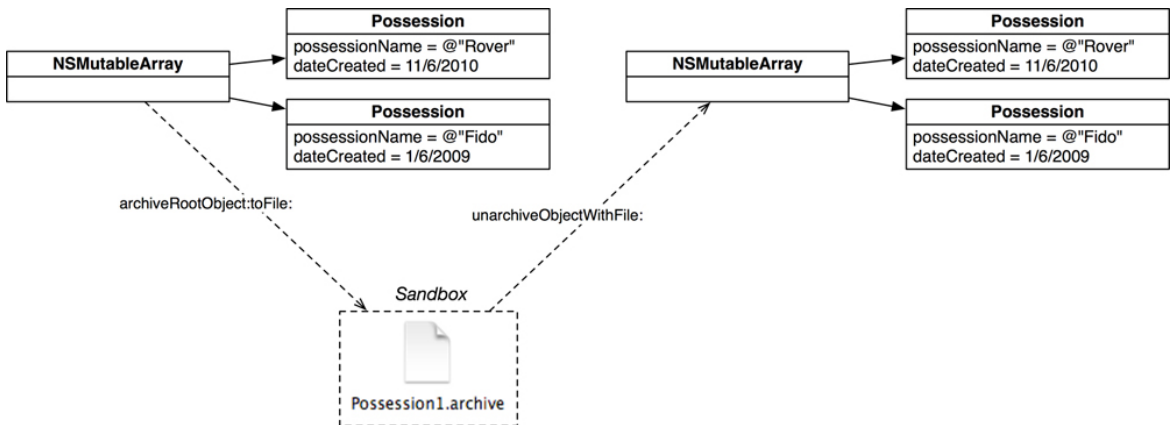 Possession
possessionName = @"Rover"
dateCreated = 11/6/2010
NSMutableArray
Possession
possessionName = @"Fido"
dateCreated = 1/6/2009
Possession
possessionName = @"Rover"
dateCreated = 11/6/2010
NSMutableArray
Possession
possessionName = @"Fido"
dateCreated = 1/6/2009
archiveRootObject:toFile:
unarchiveObjectWithFile:
Sandbox
Possession1.archive